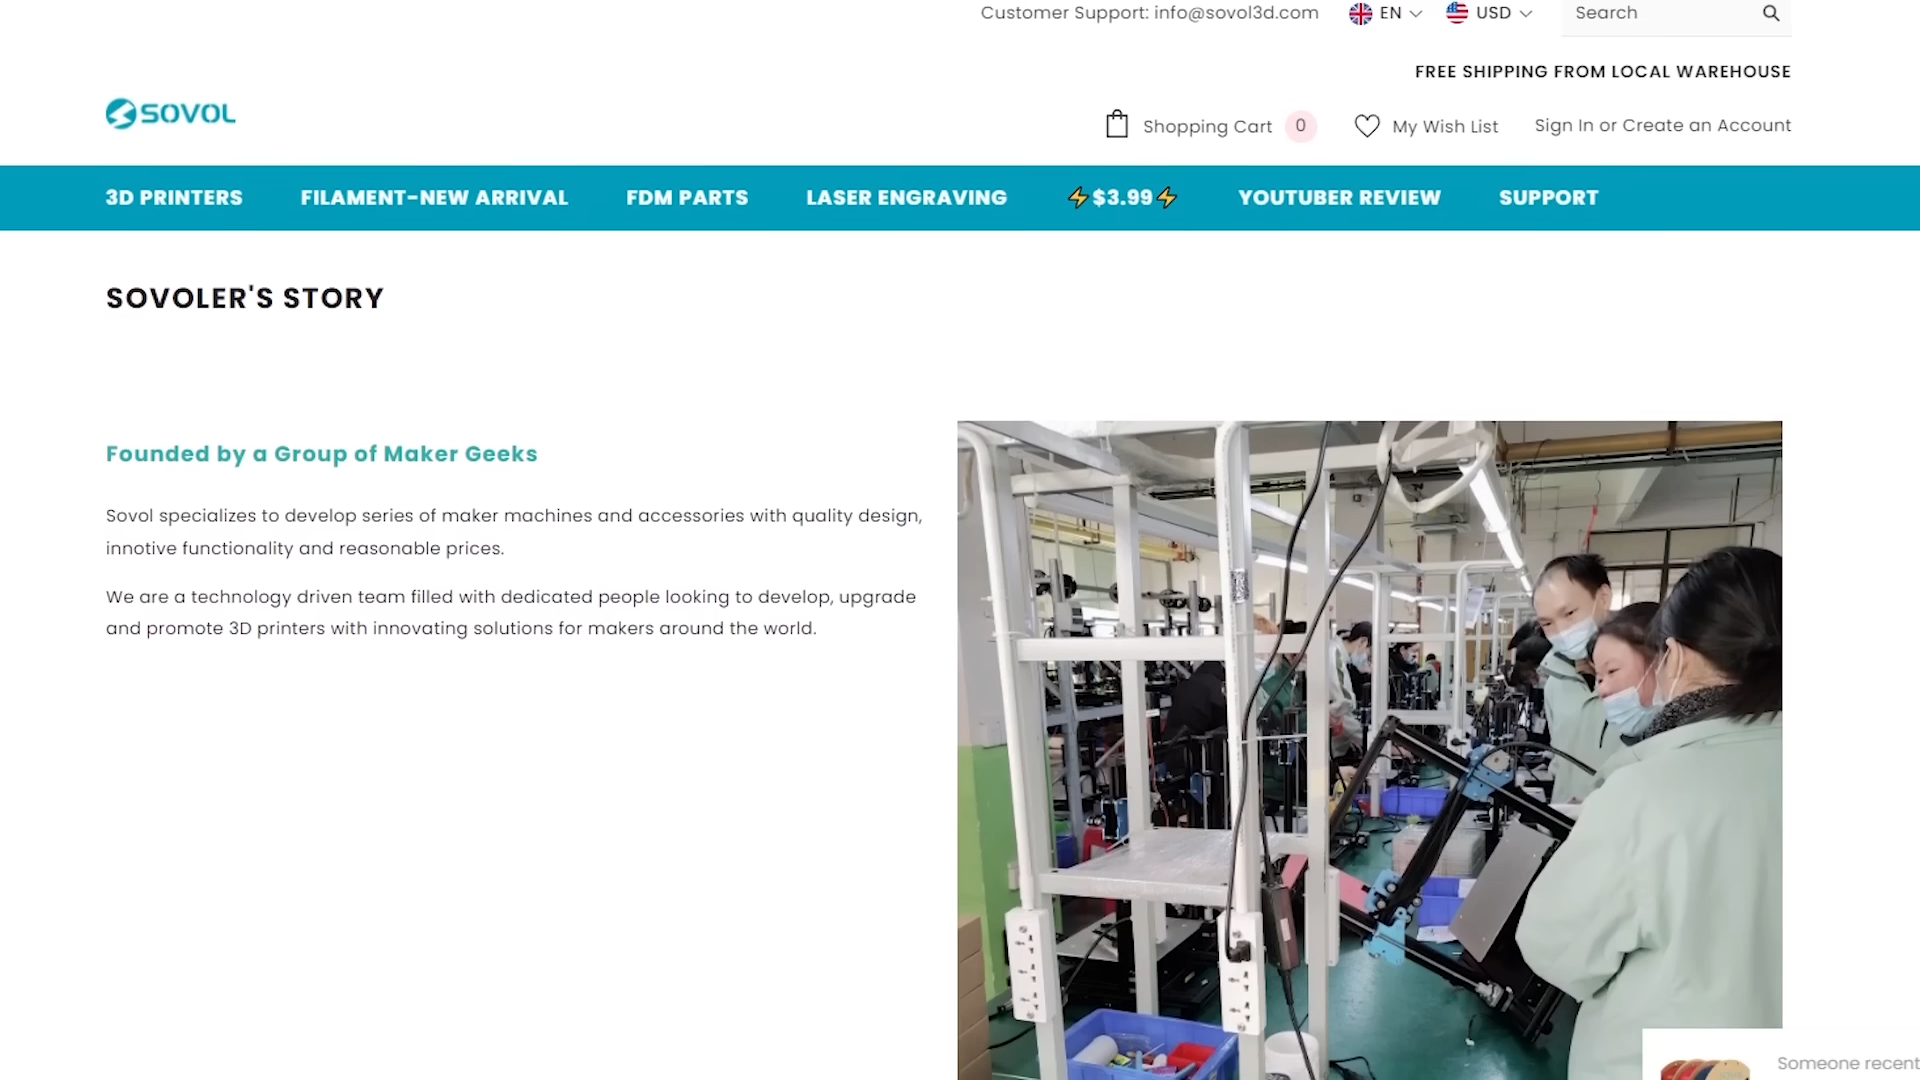 Customer Support: info@sovol3d.com EN USD Search
FREE SHIPPING FROM LOCAL WAREHOUSE
SOVOL
Shopping Cart 0 My Wish List Sign In or Create an Account
3D PRINTERS FILAMENT-NEW ARRIVAL FDM PARTS LASER ENGRAVING ⚡$3.99⚡ YOUTUBER REVIEW SUPPORT
SOVOLER'S STORY
Founded by a Group of Maker Geeks
Sovol specializes to develop series of maker machines and accessories with quality design,
innotive functionality and reasonable prices.
We are a technology driven team filled with dedicated people looking to develop, upgrade
and promote 3D printers with innovating solutions for makers around the world.
Someone recent